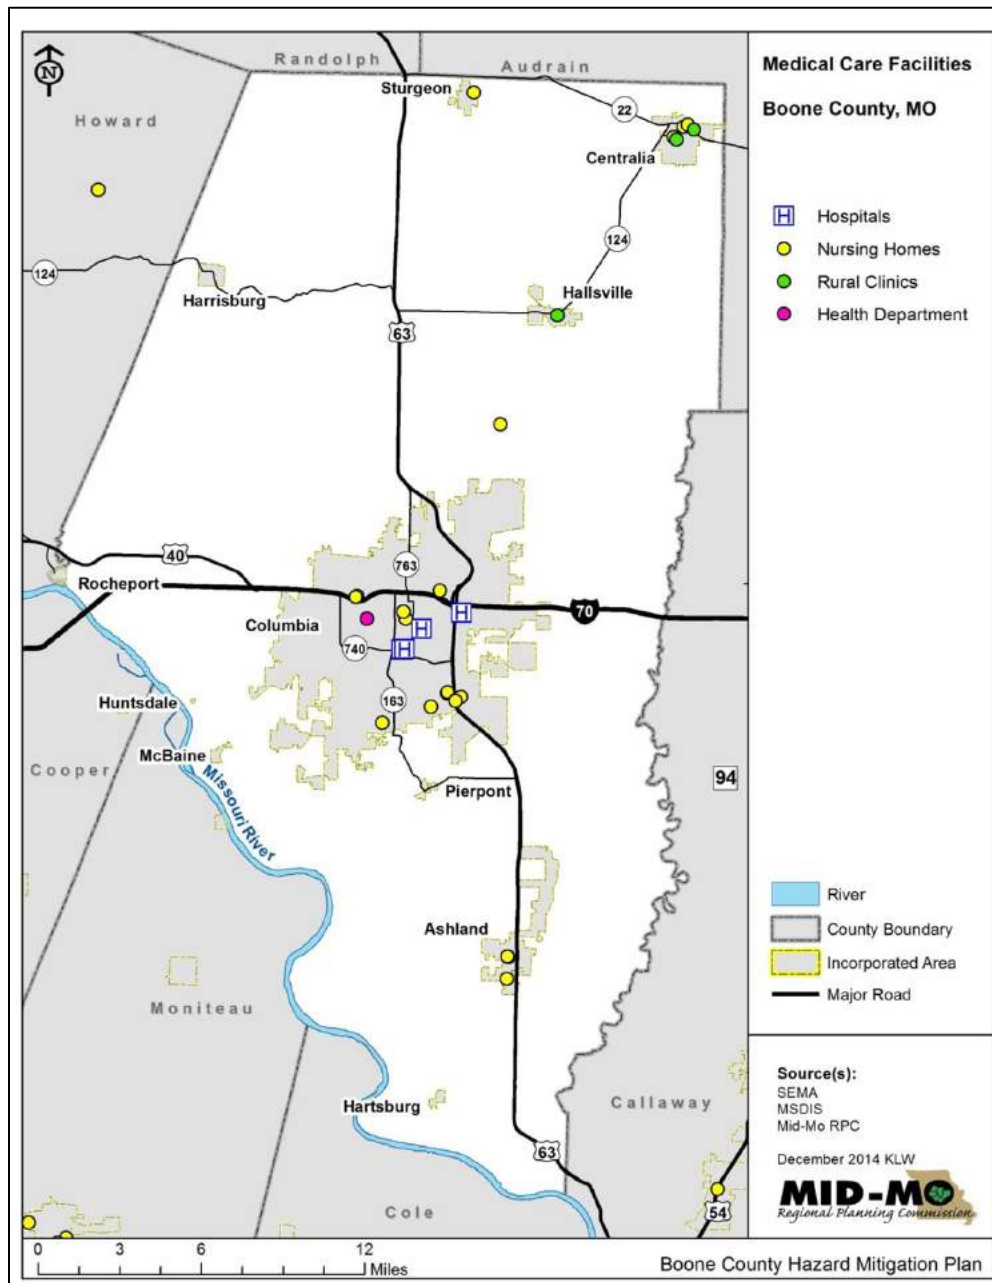 N
Randolph
Audrain
Medical Care Facilities
Sturgeon
Boone County, MO
22
Howard
Centralia
Hospitals
H
Nursing Homes
124
124
Rural Clinics
Harrisburg
Hallsville
Health Department
63
40
763
Rocheport
70
Columbia
H
H
H
740
163
Huntsdale
McBaine
Cooper
Missouri River
Pierpont
94
River
Ashland
County Boundary
Incorporated Area
Major Road
Moniteau
Source(s):
SEMA
MSDIS
Mid-Mo RPC
Hartsburg
Callaway
63
December 2014 KLW
MID-MO
Regional Planning Commission
54
Cole
0 3 6 12
Miles
Boone County Hazard Mitigation Plan